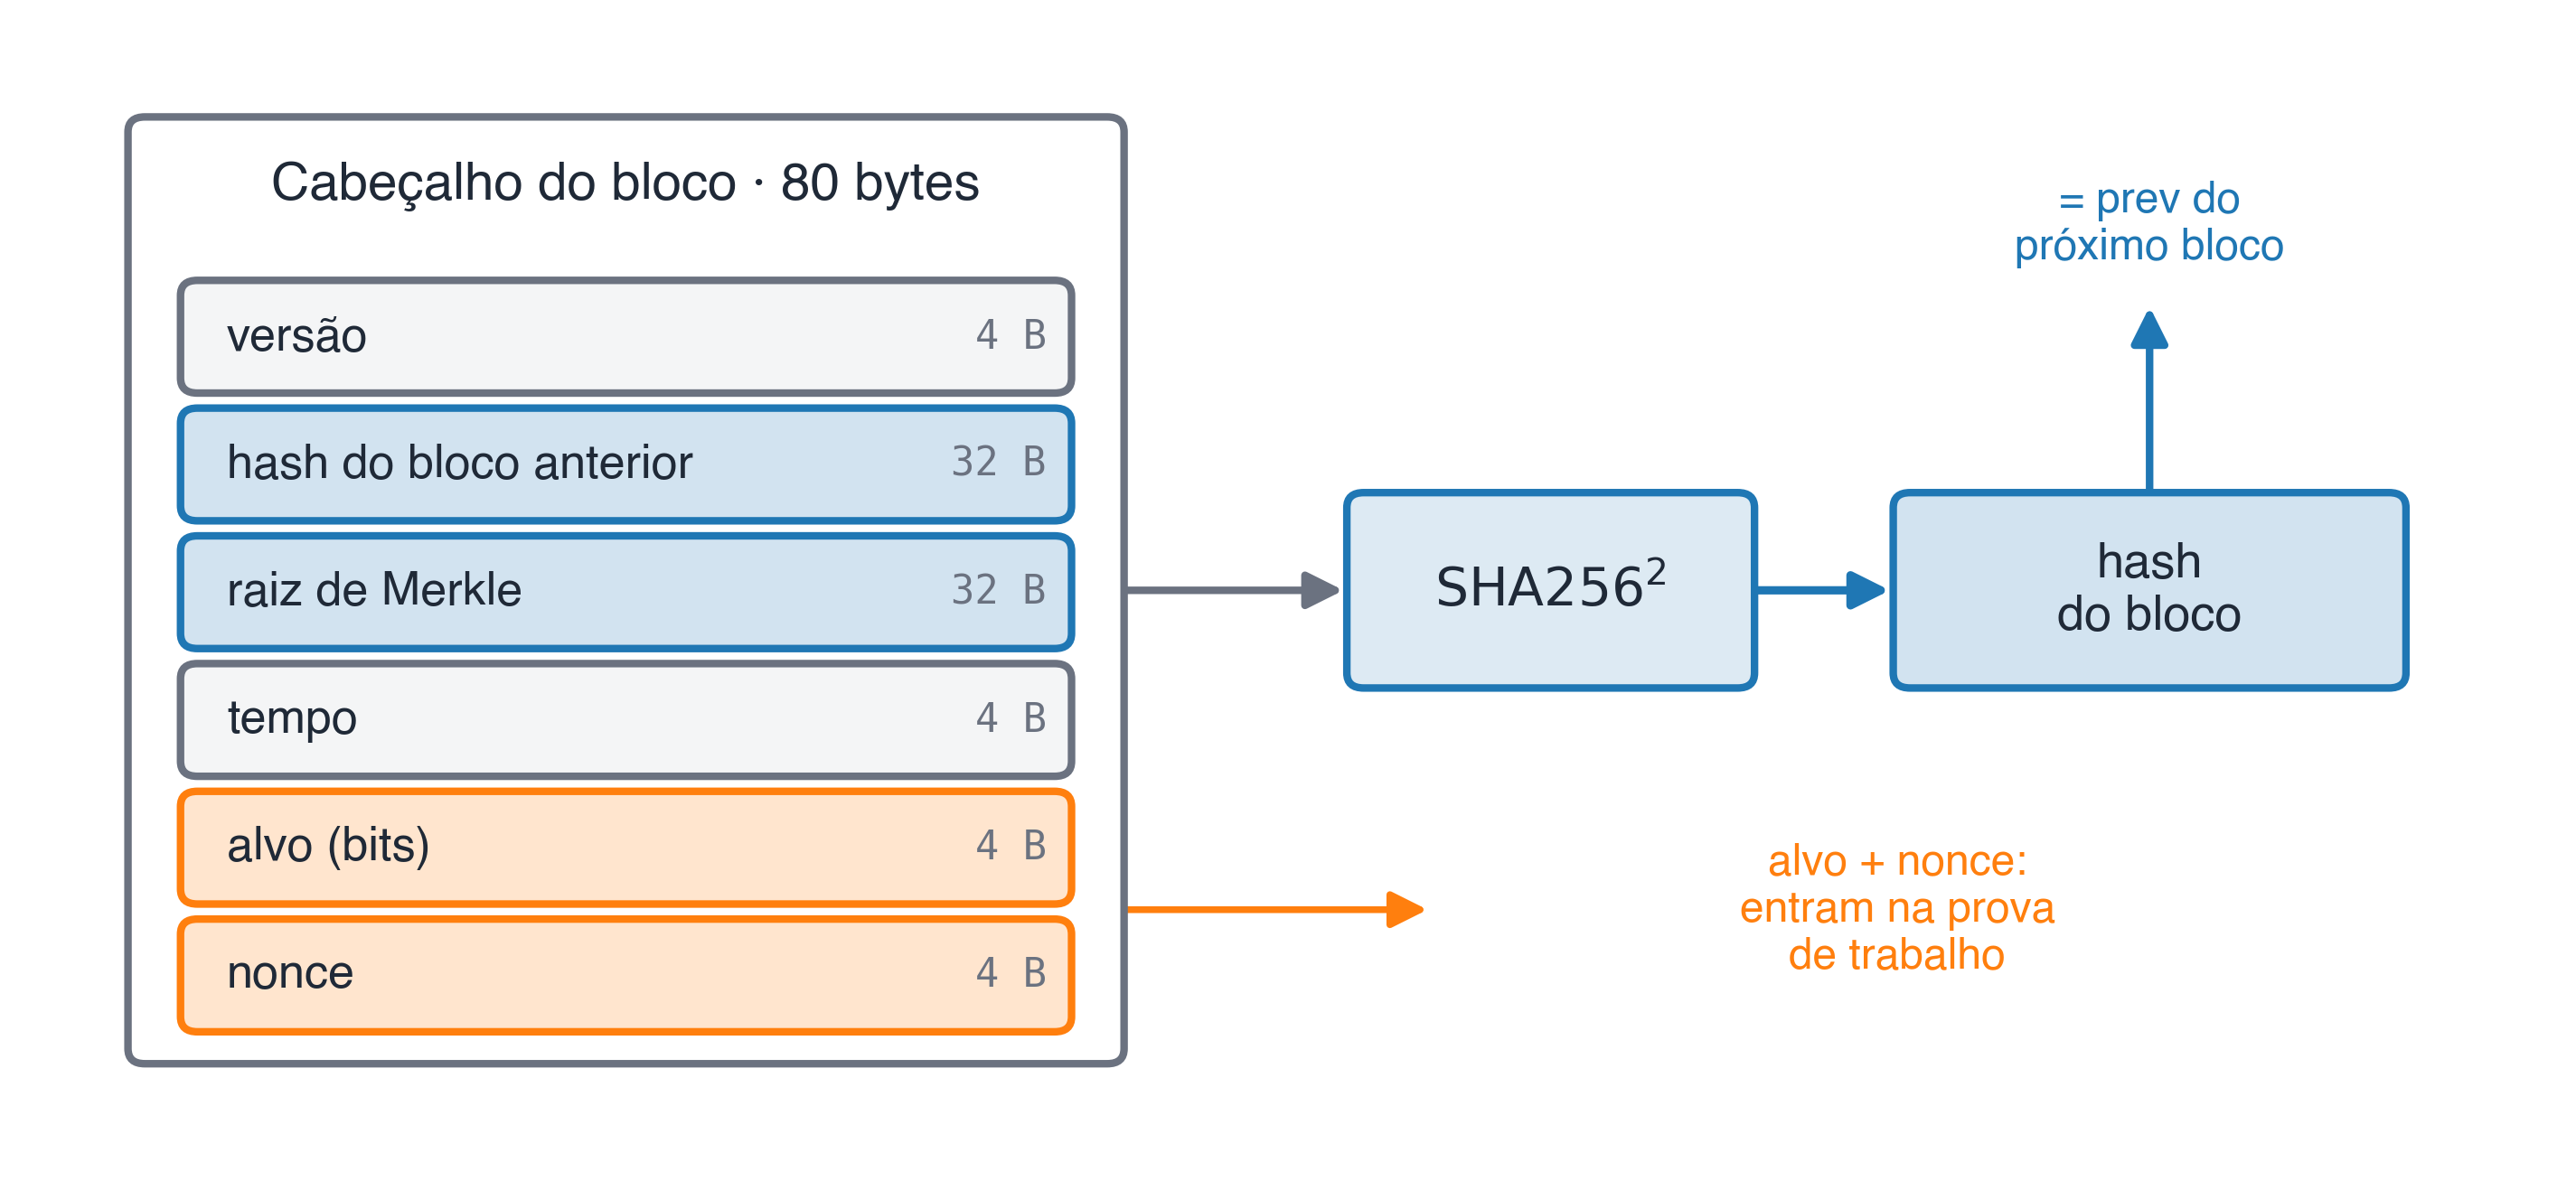 Cabeçalho do bloco · 80 bytes
versão 4 B
hash do bloco anterior 32 B
raiz de Merkle 32 B
tempo 4 B
alvo (bits) 4 B
nonce 4 B
SHA256²
hash
do bloco
= prev do
próximo bloco
alvo + nonce:
entram na prova
de trabalho